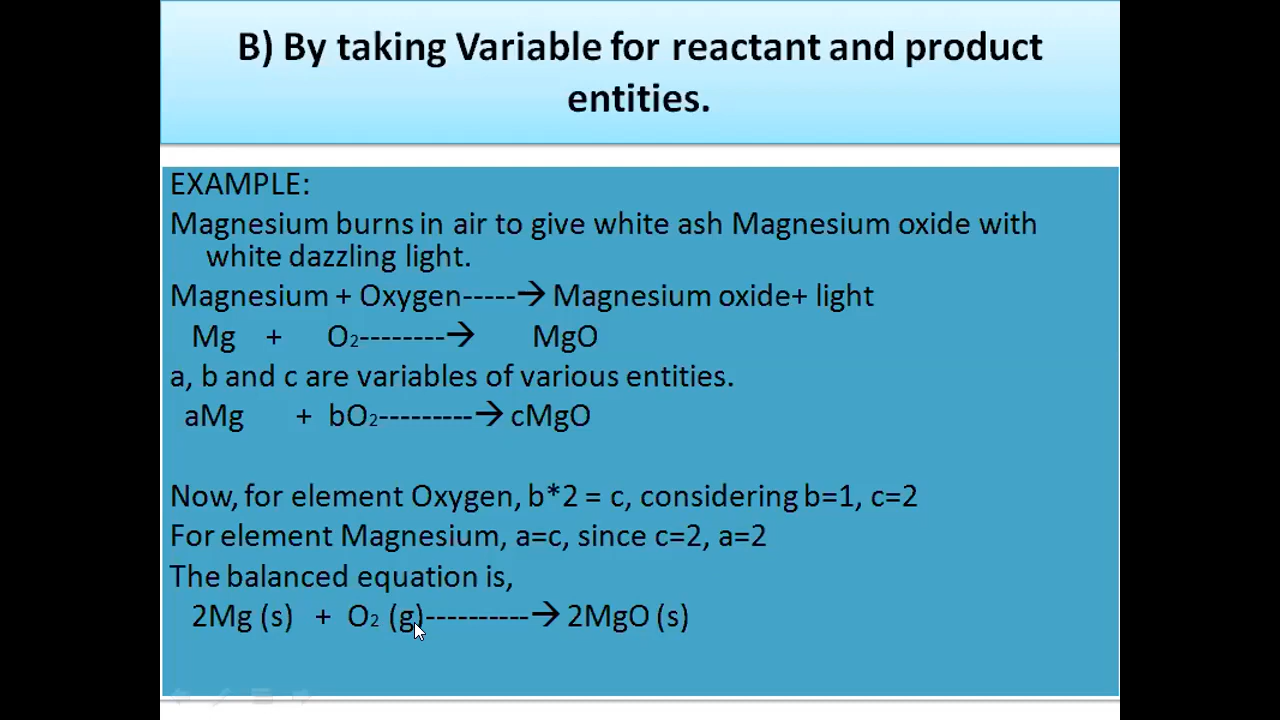 B) By taking Variable for reactant and product
entities.
EXAMPLE:
Magnesium burns in air to give white ash Magnesium oxide with
white dazzling light.
Magnesium + Oxygen-----→ Magnesium oxide+ light
Mg + O₂--------→ MgO
a, b and c are variables of various entities.
aMg + bO₂---------→ cMgO
Now, for element Oxygen, b*2 = c, considering b=1, c=2
For element Magnesium, a=c, since c=2, a=2
The balanced equation is,
2Mg (s) + O₂ (g)----------→ 2MgO (s)